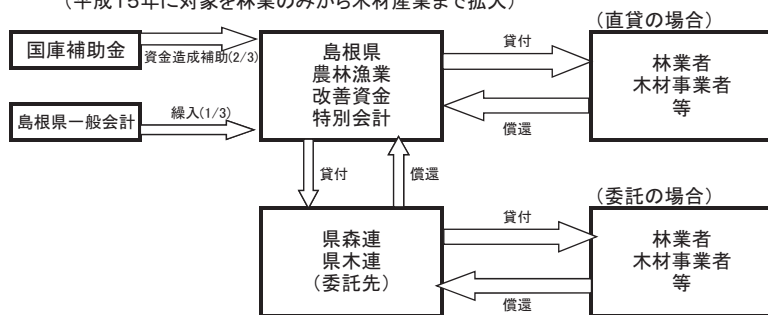 (平成15年に対象を林業のみから木材産業まで拡大)
(直貸の場合)
国庫補助金
資金造成補助(2/3)
島根県
農林漁業
改善資金
特別会計
貸付
償還
林業者
木材事業者
等
島根県一般会計
繰入(1/3)
貸付
償還
(委託の場合)
県森連
県木連
(委託先)
貸付
償還
林業者
木材事業者
等